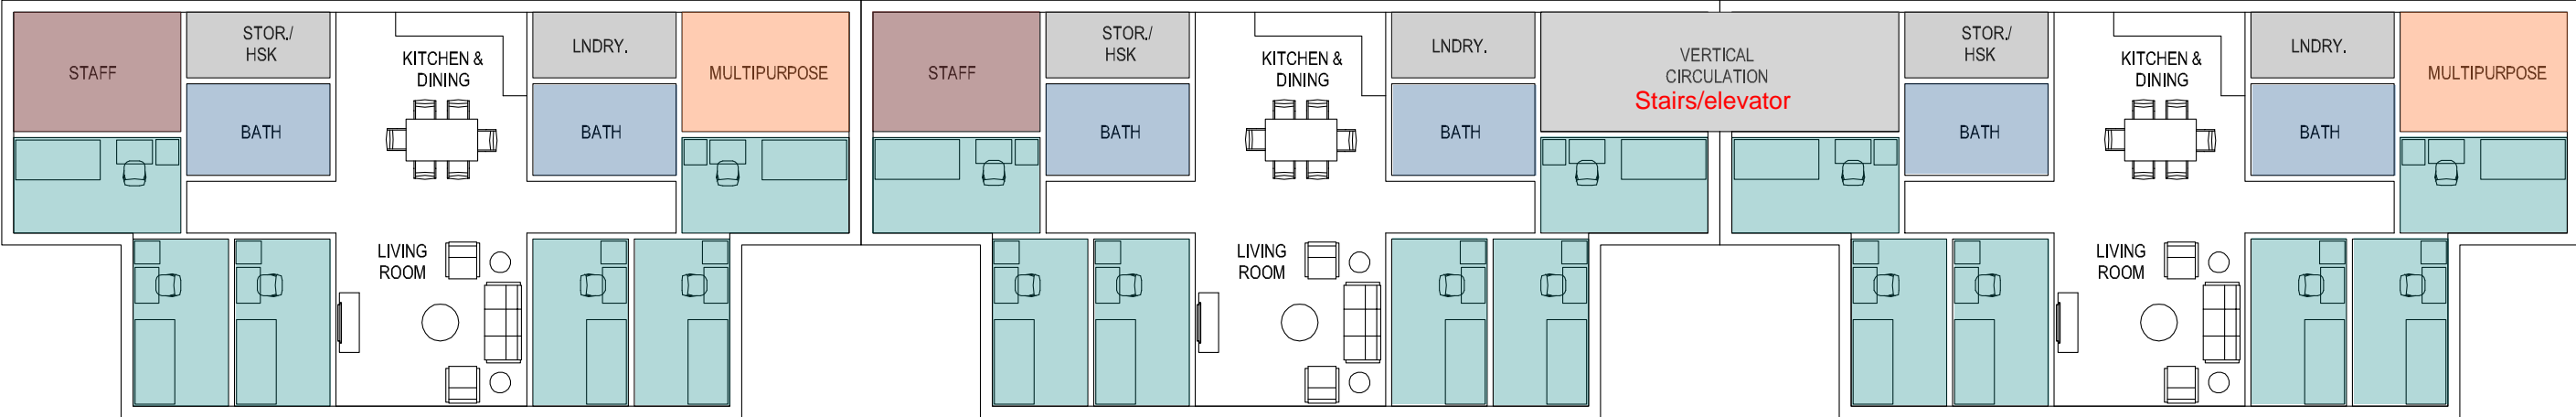 STAFF
STOR./
HSK
KITCHEN &
DINING
LNDRY.
MULTIPURPOSE
BATH
BATH
LIVING
ROOM
STAFF
STOR./
HSK
KITCHEN &
DINING
LNDRY.
VERTICAL
CIRCULATION
Stairs/elevator
BATH
BATH
LIVING
ROOM
STOR./
HSK
KITCHEN &
DINING
LNDRY.
MULTIPURPOSE
BATH
BATH
LIVING
ROOM